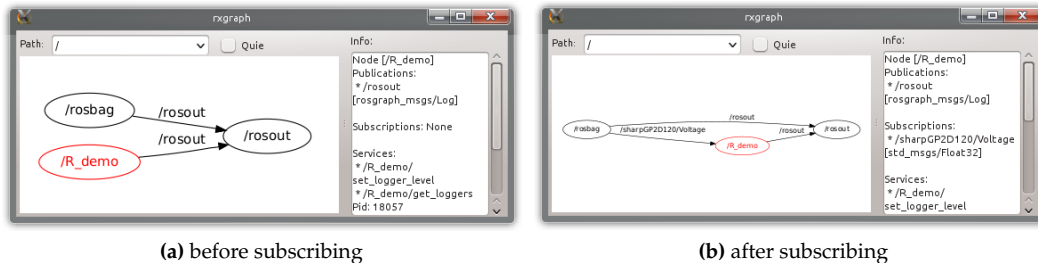 rxgraph
Path: /
Quie
Info:
/rosbag
/rosout
/rosout
/rosout
/R_demo
Node [/R_demo]
Publications:
* /rosout
[rosgraph_msgs/Log]
Subscriptions: None
Services:
* /R_demo/
set_logger_level
* /R_demo/get_loggers
Pid: 18057
(a) before subscribing
rxgraph
Path: /
Quie
Info:
/rosbag
/rosout
/sharpGP2D120/Voltage
/rosout
/rosout
/R_demo
Node [/R_demo]
Publications:
* /rosout
[rosgraph_msgs/Log]
Subscriptions:
* /sharpGP2D120/Voltage
[std_msgs/Float32]
Services:
* /R_demo/
set_logger_level
(b) after subscribing